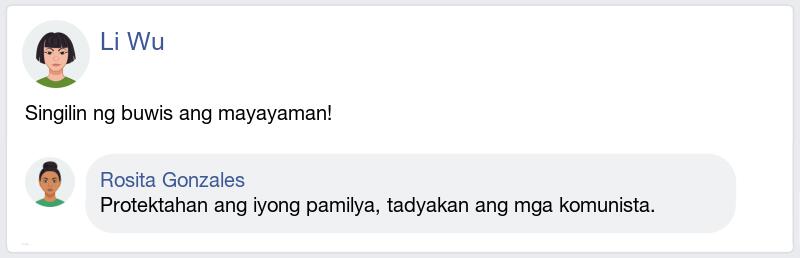 Li Wu
Singilin ng buwis ang mayayaman!
Rosita Gonzales
Protektahan ang iyong pamilya, tadyakan ang mga komunista.